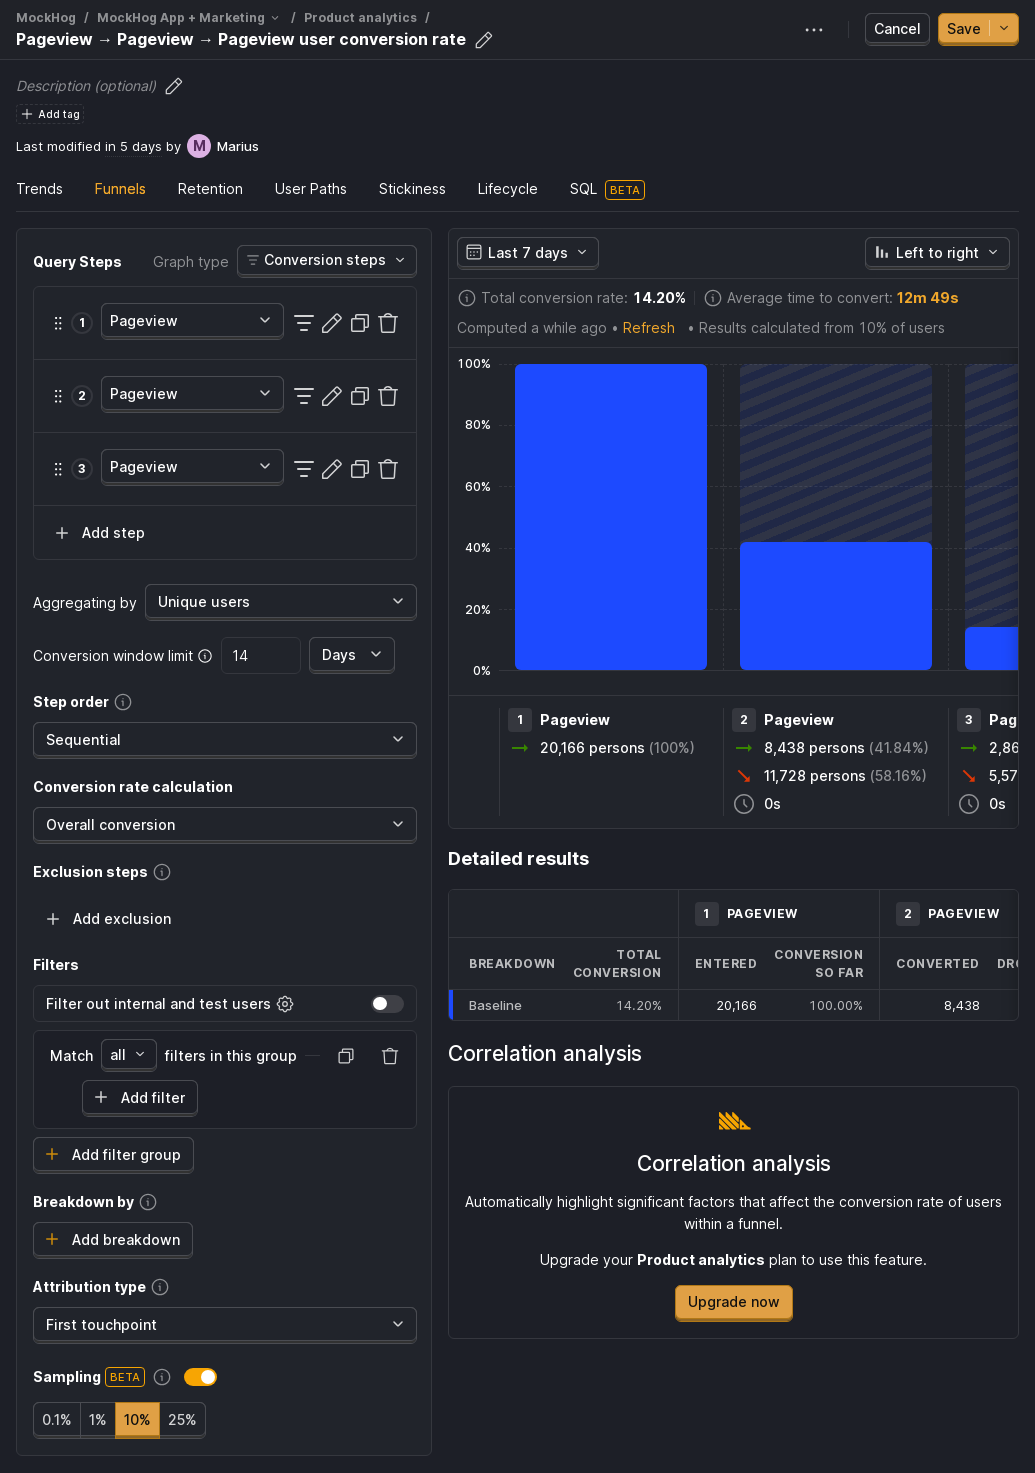 MockHog / MockHog App + Marketing / Product analytics /
Pageview → Pageview → Pageview user conversion rate
Cancel
Save
Description (optional)
Add tag
Last modified in 5 days by M Marius
Trends Funnels Retention User Paths Stickiness Lifecycle SQL BETA
Query Steps Graph type Conversion steps
1 Pageview
2 Pageview
3 Pageview
Add step
Aggregating by Unique users
Conversion window limit 14 Days
Step order
Sequential
Conversion rate calculation
Overall conversion
Exclusion steps
Add exclusion
Filters
Filter out internal and test users
Match all filters in this group
Add filter
Add filter group
Breakdown by
Add breakdown
Attribution type
First touchpoint
Sampling BETA
0.1% 1% 10% 25%
Last 7 days Left to right
Total conversion rate: 14.20% Average time to convert: 12m 49s
Computed a while ago • Refresh • Results calculated from 10% of users
100%
80%
60%
40%
20%
0%
1 Pageview
20,166 persons (100%)
2 Pageview
8,438 persons (41.84%)
11,728 persons (58.16%)
0s
3 Pag
2,86
5,57
0s
Detailed results
1 PAGEVIEW 2 PAGEVIEW
BREAKDOWN TOTAL CONVERSION ENTERED CONVERSION SO FAR CONVERTED DRO
Baseline 14.20% 20,166 100.00% 8,438
Correlation analysis
Correlation analysis
Automatically highlight significant factors that affect the conversion rate of users
within a funnel.
Upgrade your Product analytics plan to use this feature.
Upgrade now